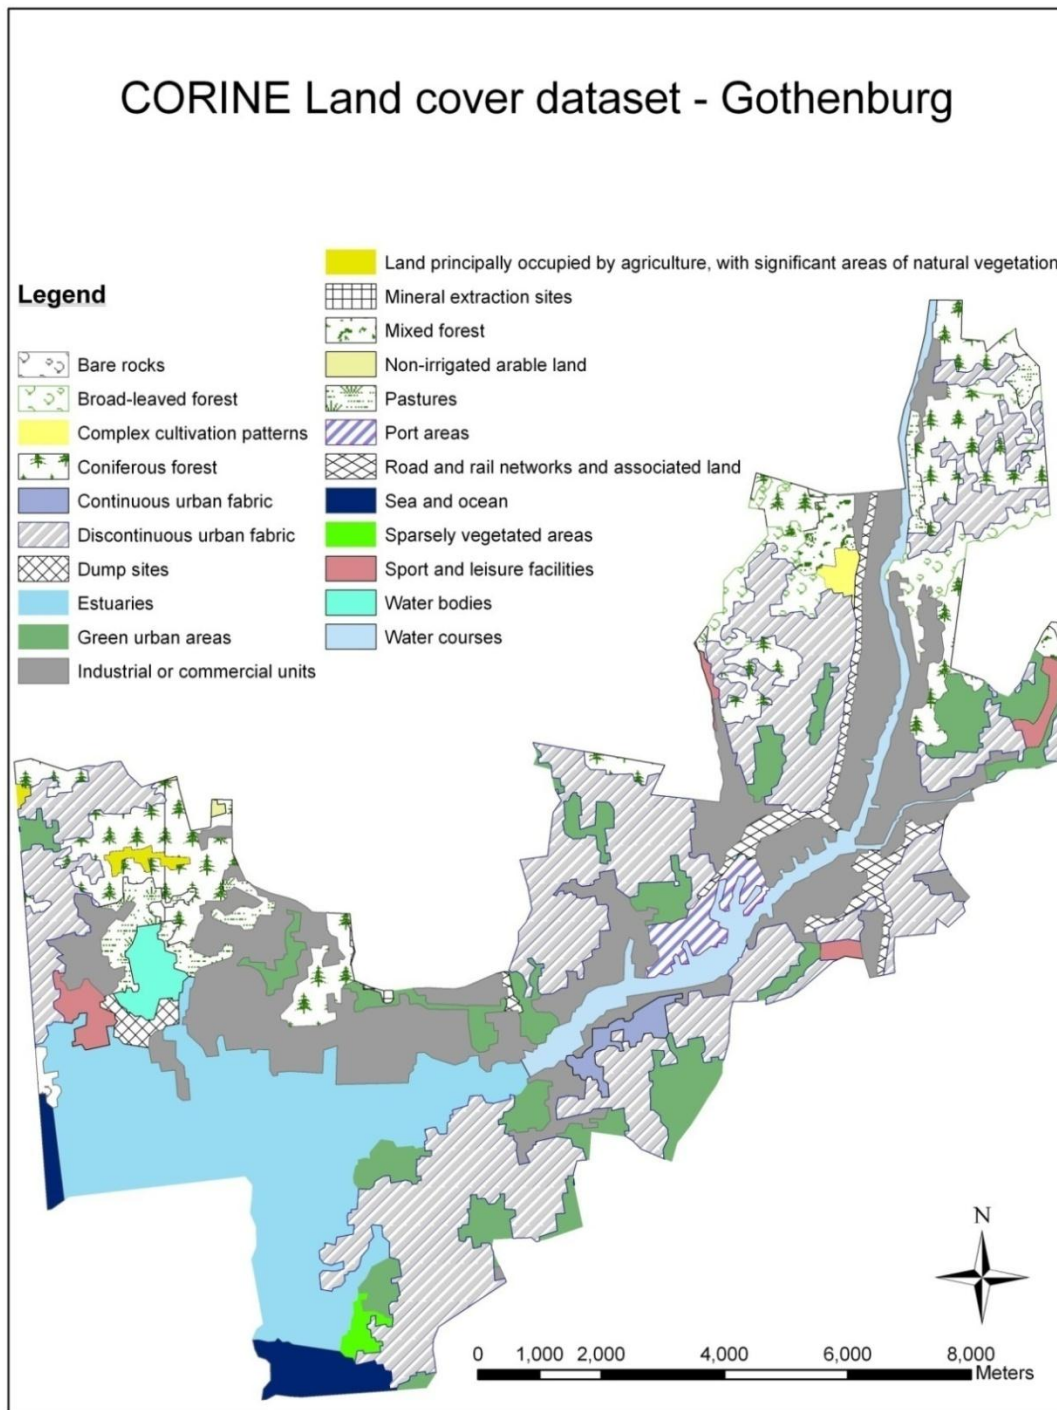 CORINE Land cover dataset - Gothenburg
Legend
Bare rocks
Broad-leaved forest
Complex cultivation patterns
Coniferous forest
Continuous urban fabric
Discontinuous urban fabric
Dump sites
Estuaries
Green urban areas
Industrial or commercial units
Land principally occupied by agriculture, with significant areas of natural vegetation
Mineral extraction sites
Mixed forest
Non-irrigated arable land
Pastures
Port areas
Road and rail networks and associated land
Sea and ocean
Sparsely vegetated areas
Sport and leisure facilities
Water bodies
Water courses
N
0 1,000 2,000 4,000 6,000 8,000
Meters